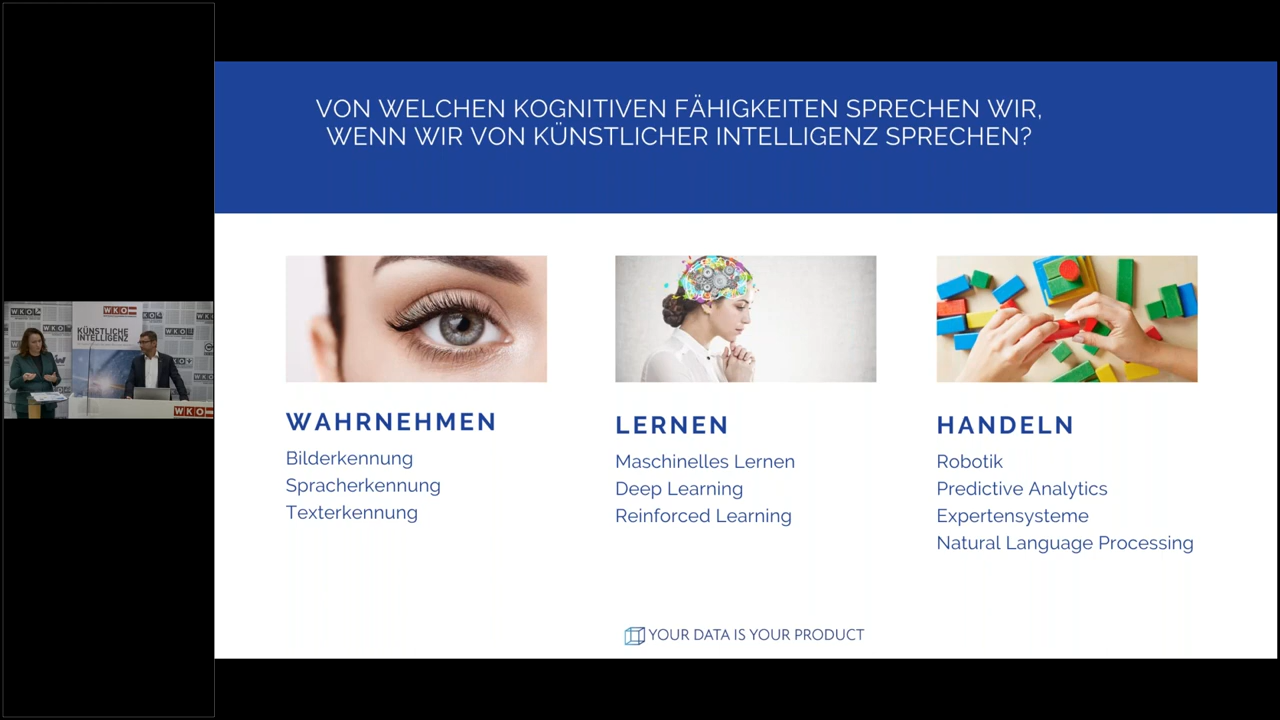 VON WELCHEN KOGNITIVEN FÄHIGKEITEN SPRECHEN WIR,
WENN WIR VON KÜNSTLICHER INTELLIGENZ SPRECHEN?
WAHRNEHMEN
Bilderkennung
Spracherkennung
Texterkennung
LERNEN
Maschinelles Lernen
Deep Learning
Reinforced Learning
HANDELN
Robotik
Predictive Analytics
Expertensysteme
Natural Language Processing
YOUR DATA IS YOUR PRODUCT
WKO
KÜNSTLICHE
INTELLIGENZ
WKO